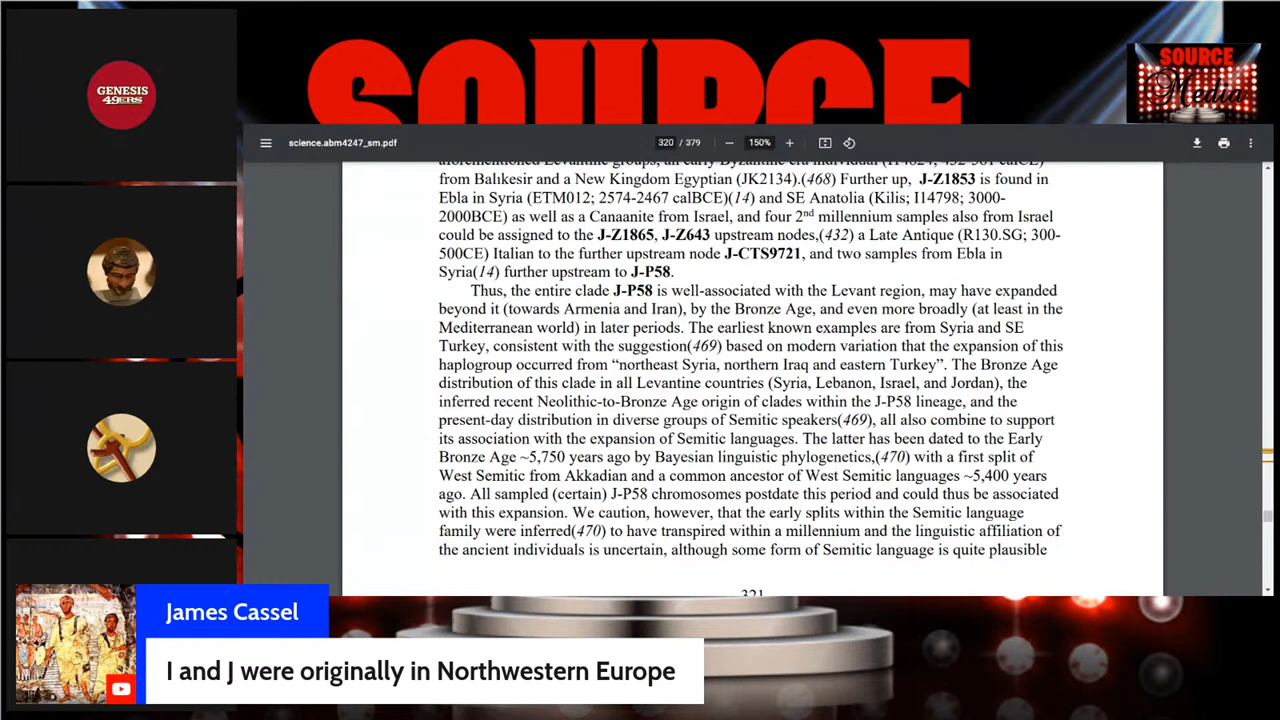 SOURCE
SOURCE
Media
GENESIS
49ERS
science.abm4247_sm.pdf
320 / 379
150%
aforementioned Levantine groups, an early Byzantine era individual (I4824; 432-561 calCE)
from Balıkesir and a New Kingdom Egyptian (JK2134).(468) Further up, J-Z1853 is found in
Ebla in Syria (ETM012; 2574-2467 calBCE)(14) and SE Anatolia (Kilis; I14798; 3000-
2000BCE) as well as a Canaanite from Israel, and four 2nd millennium samples also from Israel
could be assigned to the J-Z1865, J-Z643 upstream nodes,(432) a Late Antique (R130.SG; 300-
500CE) Italian to the further upstream node J-CTS9721, and two samples from Ebla in
Syria(14) further upstream to J-P58.
Thus, the entire clade J-P58 is well-associated with the Levant region, may have expanded
beyond it (towards Armenia and Iran), by the Bronze Age, and even more broadly (at least in the
Mediterranean world) in later periods. The earliest known examples are from Syria and SE
Turkey, consistent with the suggestion(469) based on modern variation that the expansion of this
haplogroup occurred from “northeast Syria, northern Iraq and eastern Turkey”. The Bronze Age
distribution of this clade in all Levantine countries (Syria, Lebanon, Israel, and Jordan), the
inferred recent Neolithic-to-Bronze Age origin of clades within the J-P58 lineage, and the
present-day distribution in diverse groups of Semitic speakers(469), all also combine to support
its association with the expansion of Semitic languages. The latter has been dated to the Early
Bronze Age ~5,750 years ago by Bayesian linguistic phylogenetics,(470) with a first split of
West Semitic from Akkadian and a common ancestor of West Semitic languages ~5,400 years
ago. All sampled (certain) J-P58 chromosomes postdate this period and could thus be associated
with this expansion. We caution, however, that the early splits within the Semitic language
family were inferred(470) to have transpired within a millennium and the linguistic affiliation of
the ancient individuals is uncertain, although some form of Semitic language is quite plausible
321
James Cassel
I and J were originally in Northwestern Europe